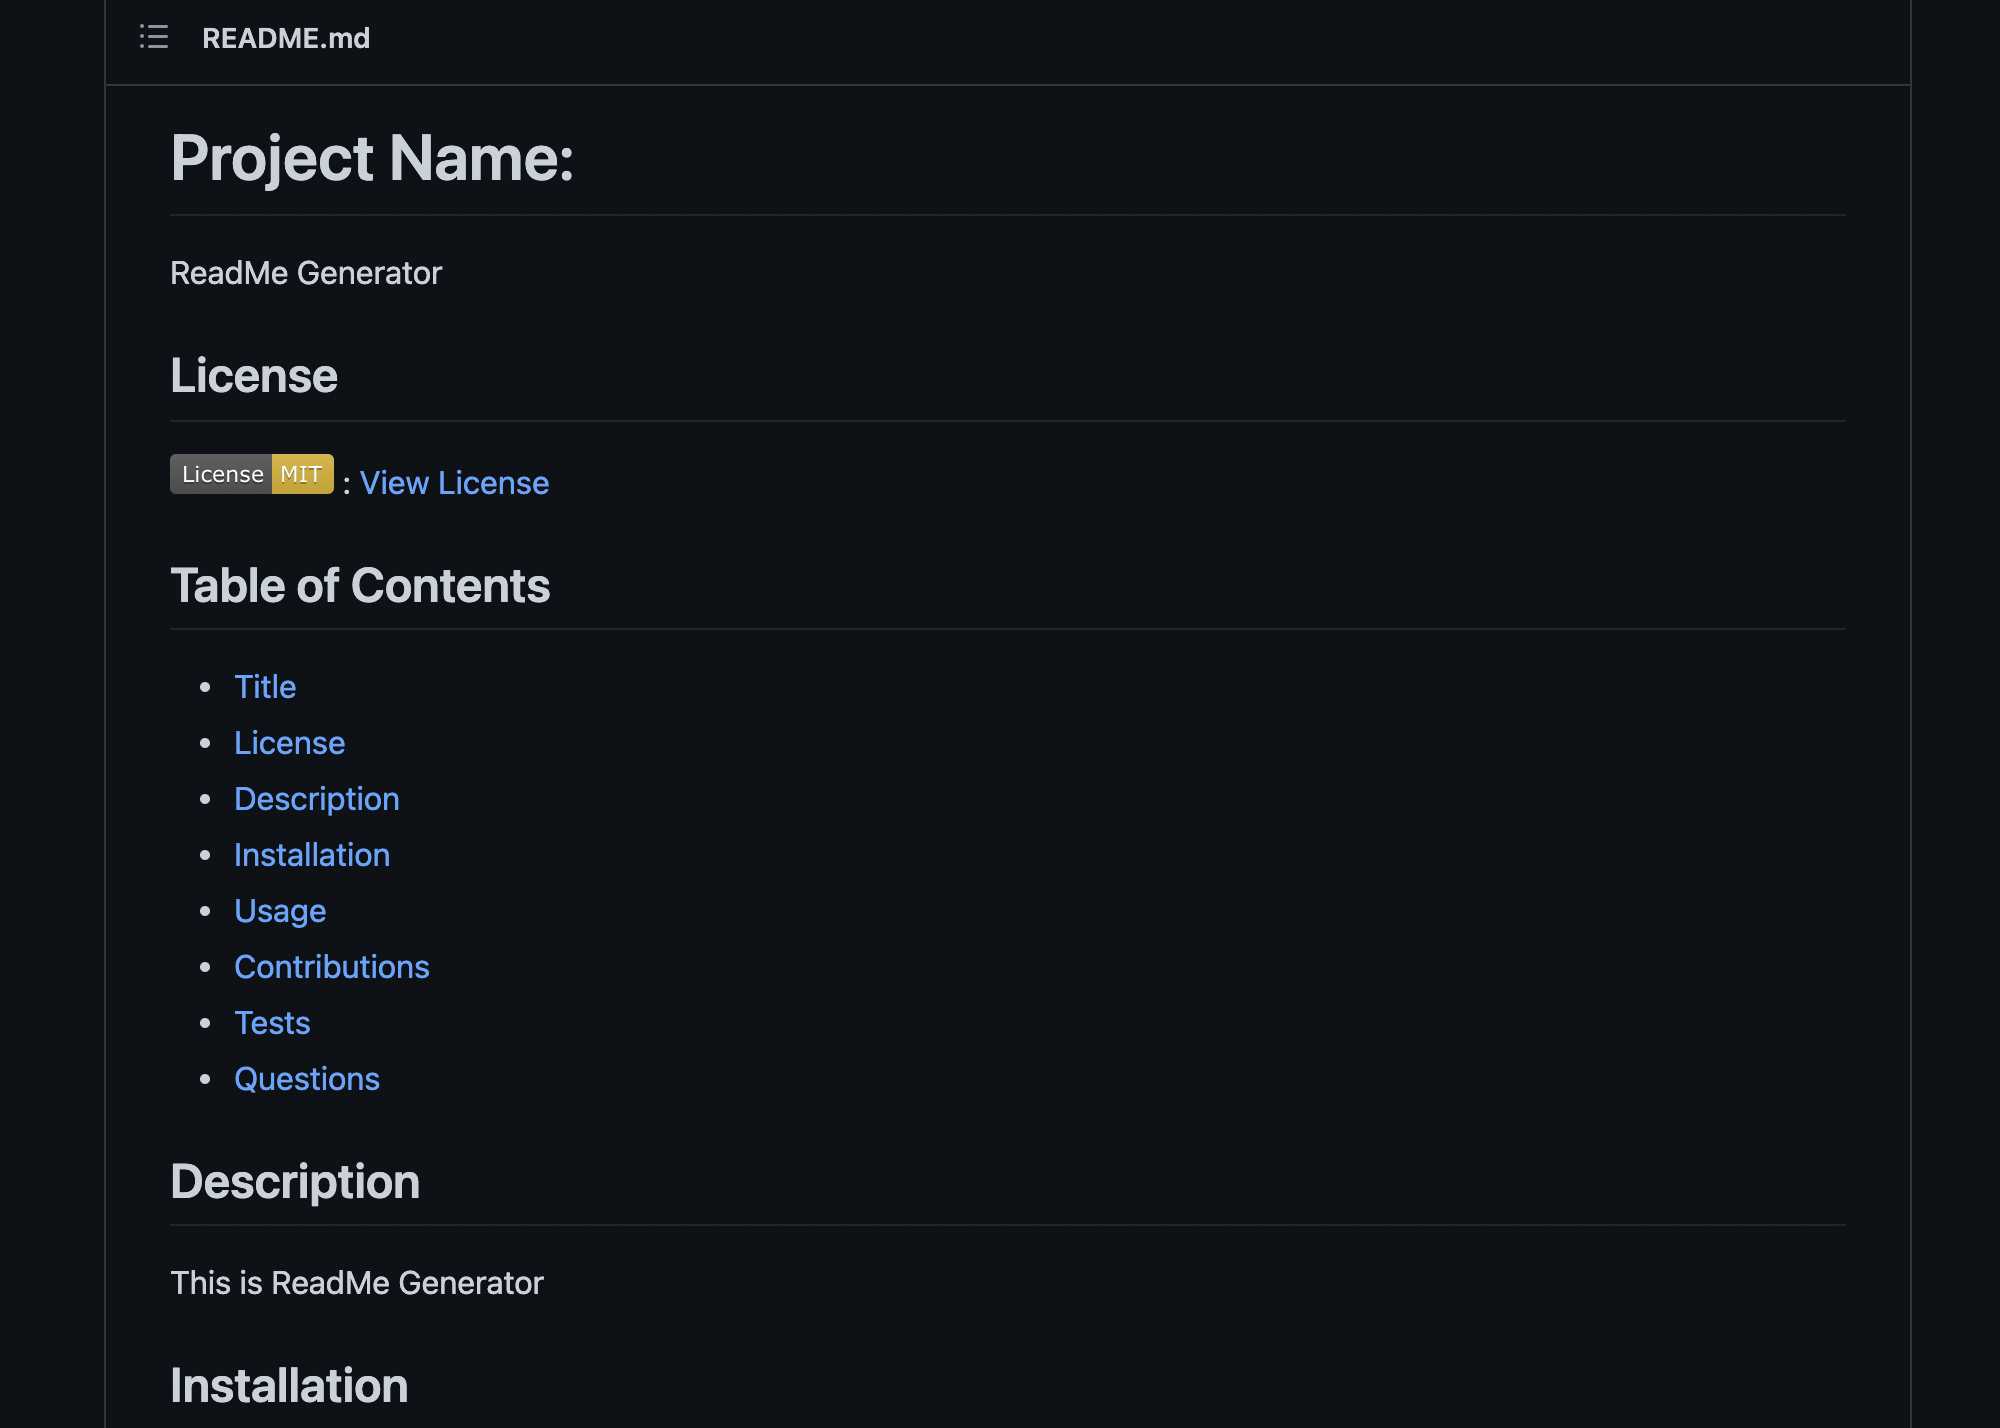 README.md
Project Name:
ReadMe Generator
License
License MIT : View License
Table of Contents
• Title
• License
• Description
• Installation
• Usage
• Contributions
• Tests
• Questions
Description
This is ReadMe Generator
Installation